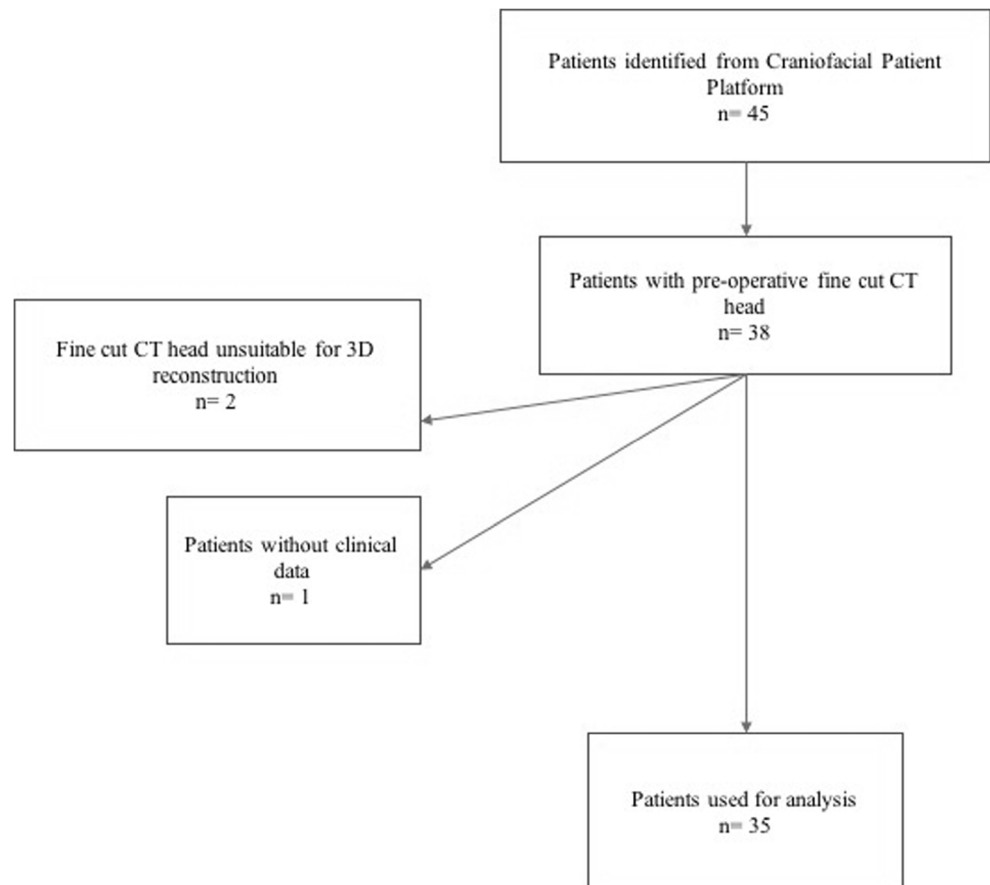 Patients identified from Craniofacial Patient
Platform
n= 45
Patients with pre-operative fine cut CT
head
n= 38
Fine cut CT head unsuitable for 3D
reconstruction
n= 2
Patients without clinical
data
n= 1
Patients used for analysis
n= 35